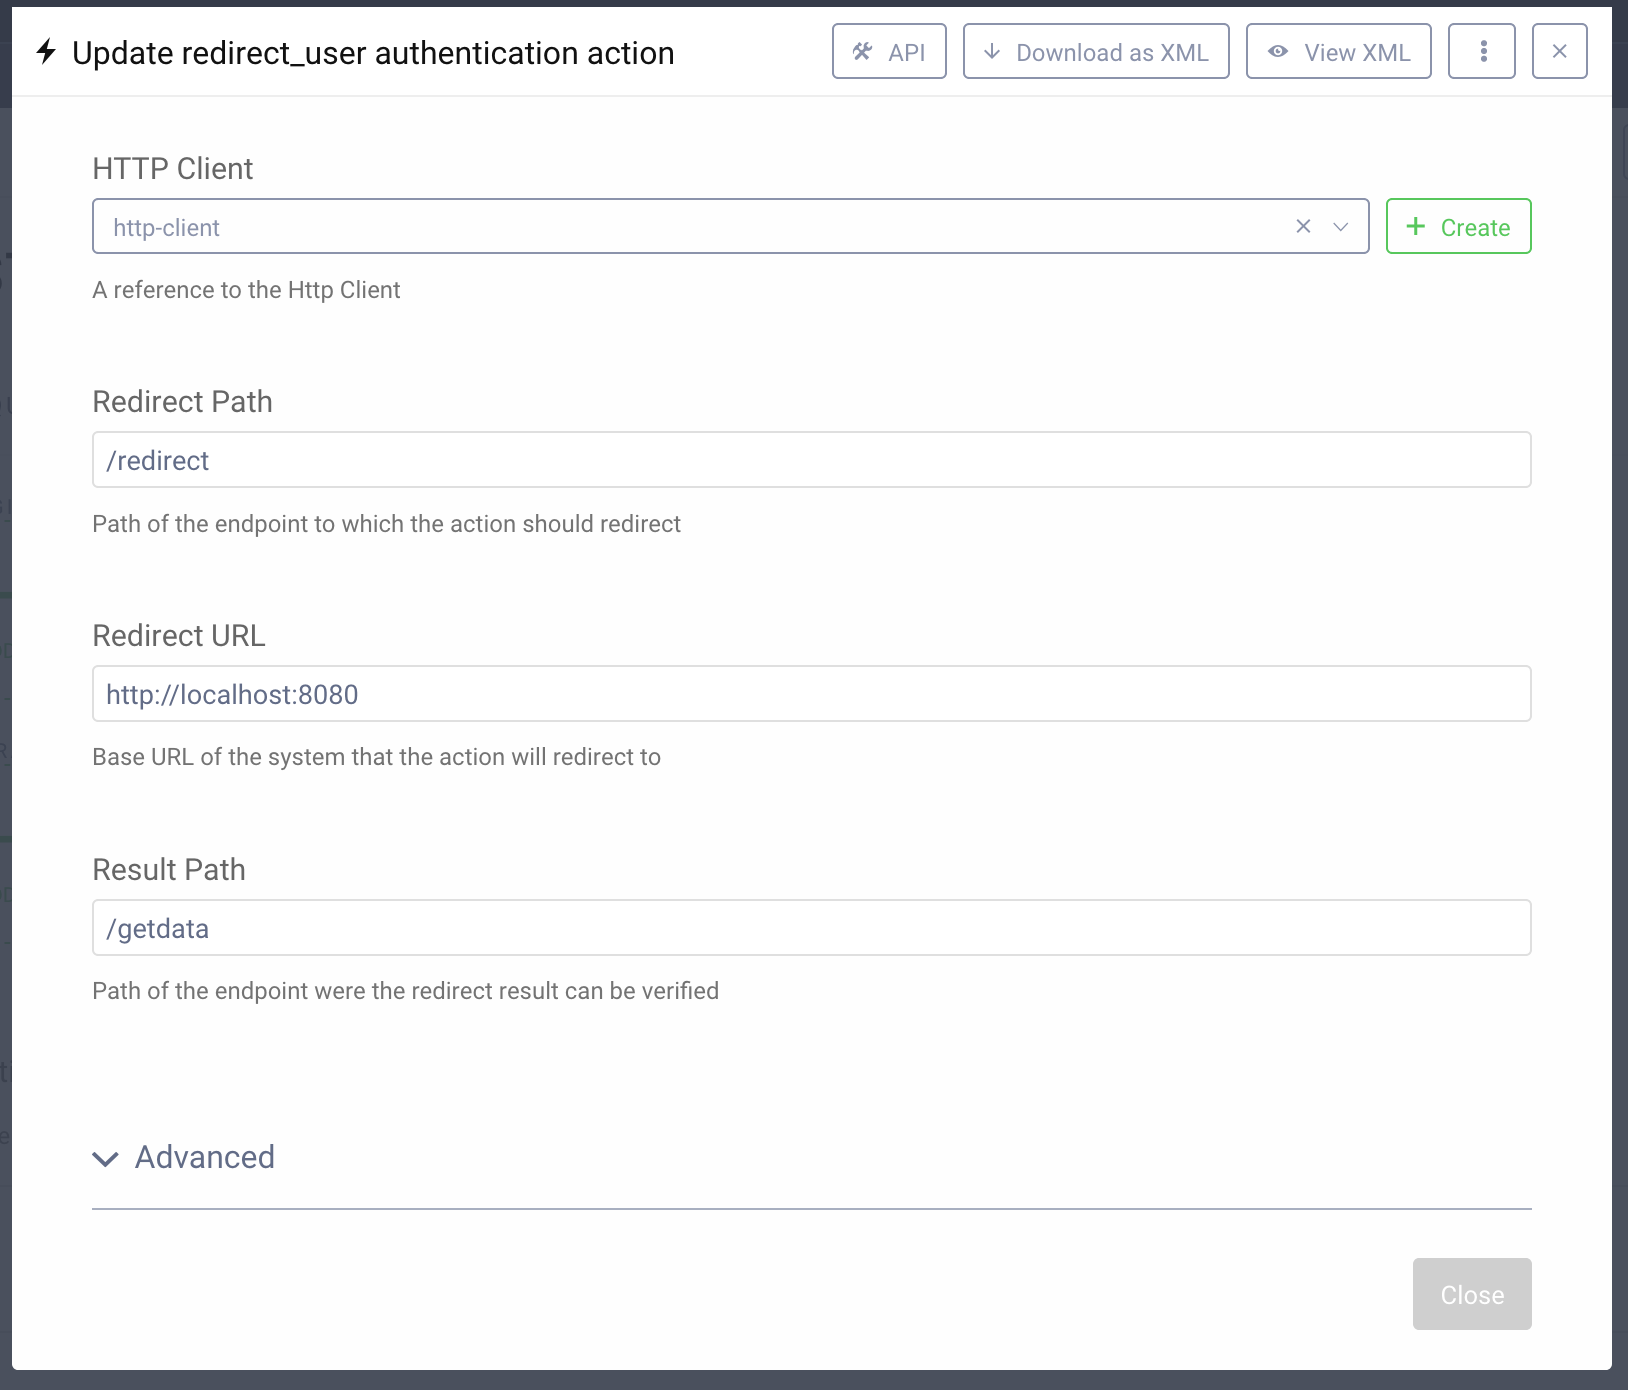 Update redirect_user authentication action
API
Download as XML
View XML
HTTP Client
http-client
Create
A reference to the Http Client
Redirect Path
/redirect
Path of the endpoint to which the action should redirect
Redirect URL
http://localhost:8080
Base URL of the system that the action will redirect to
Result Path
/getdata
Path of the endpoint were the redirect result can be verified
Advanced
Close